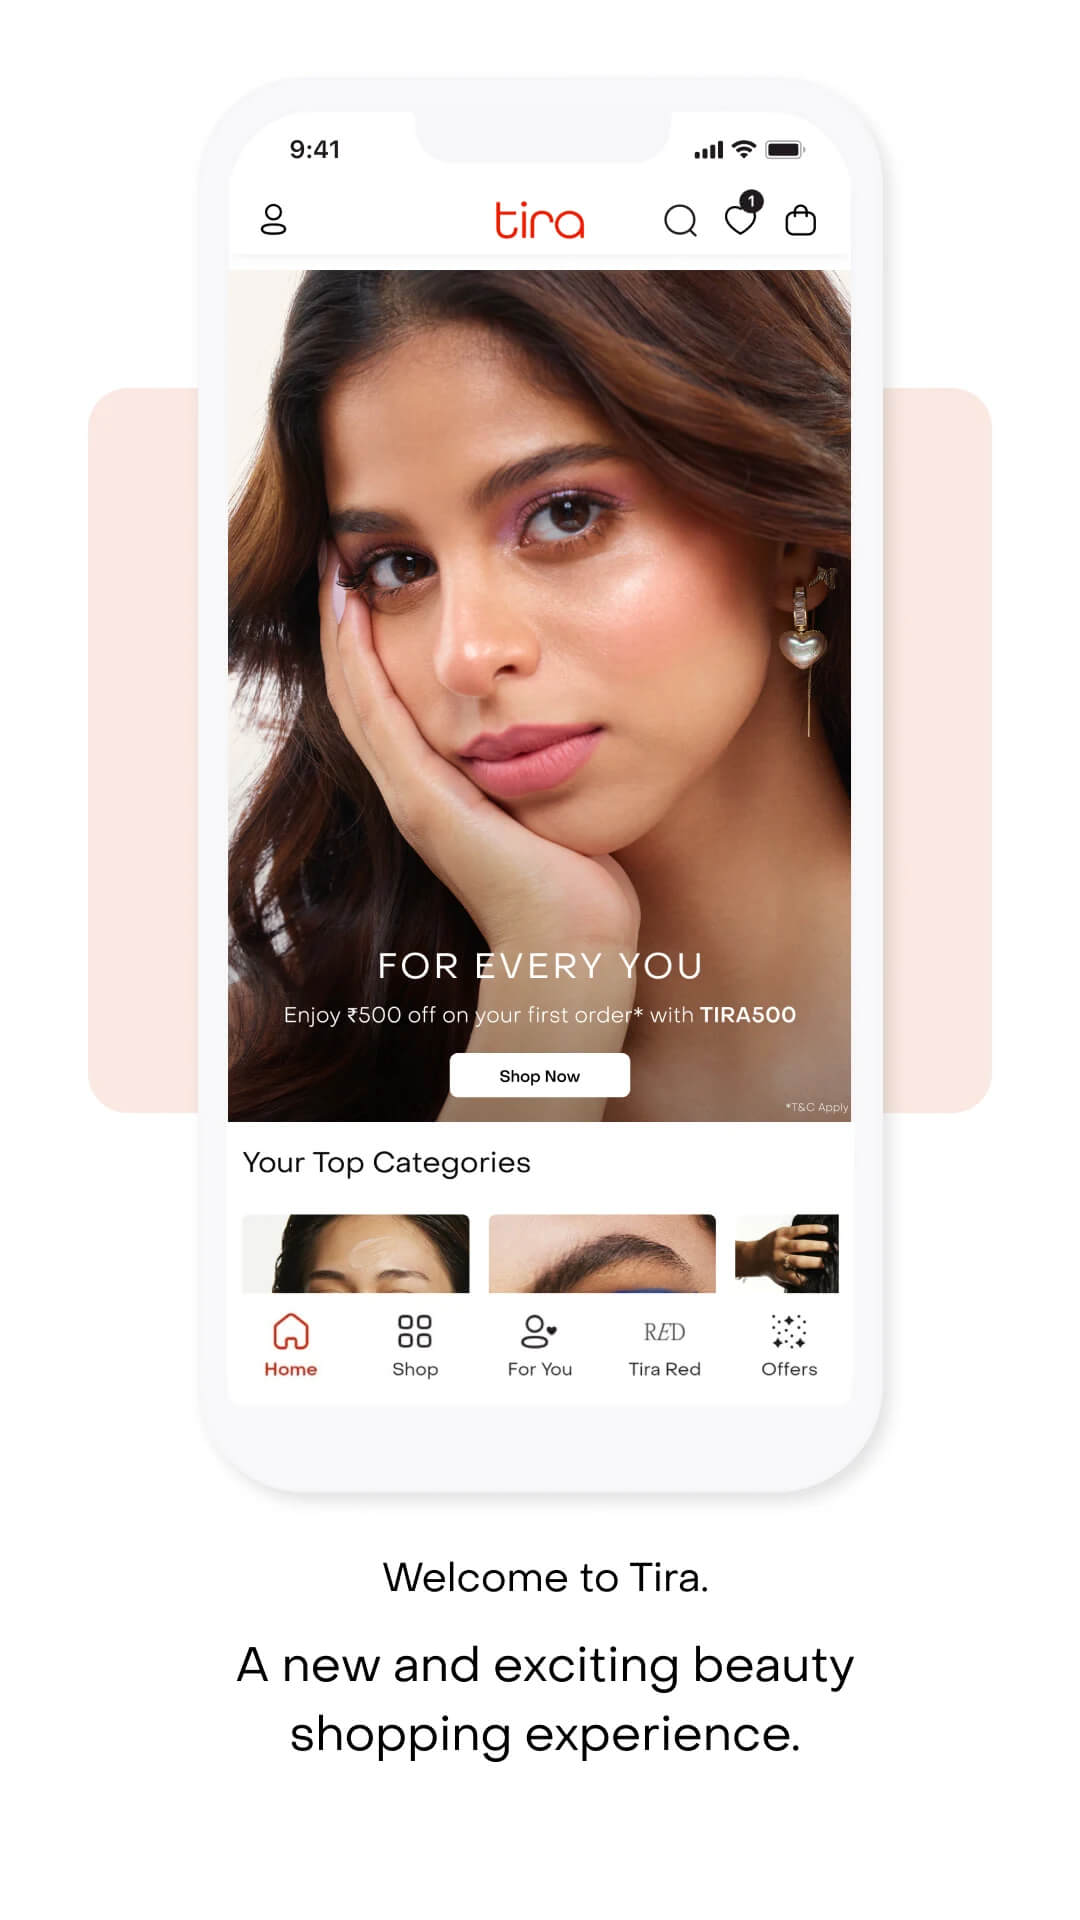 9:41
tira
1
FOR EVERY YOU
Enjoy ₹500 off on your first order* with TIRA500
Shop Now
*T&C Apply
Your Top Categories
RED
Home
Shop
For You
Tira Red
Offers
Welcome to Tira.
A new and exciting beauty
shopping experience.